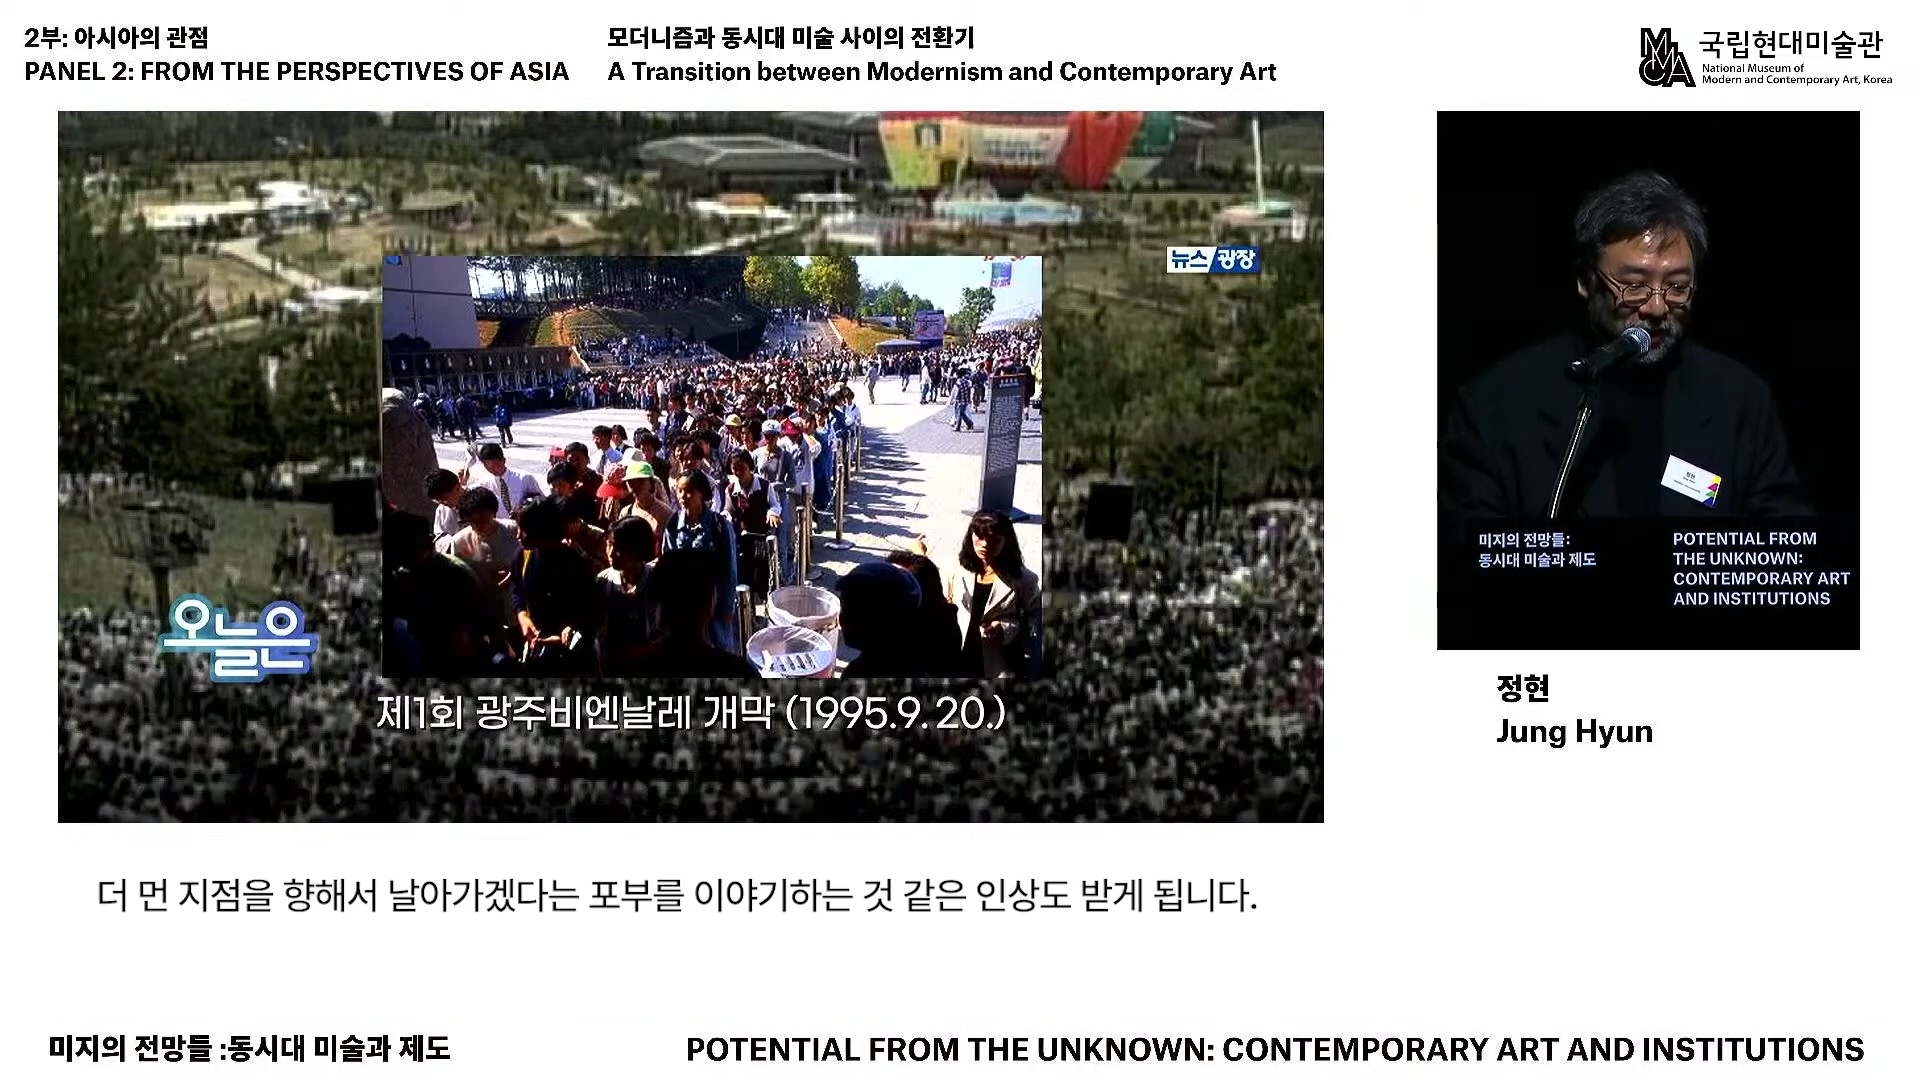 2부: 아시아의 관점
PANEL 2: FROM THE PERSPECTIVES OF ASIA
모더니즘과 동시대 미술 사이의 전환기
A Transition between Modernism and Contemporary Art
MMCA
국립현대미술관
National Museum of
Modern and Contemporary Art, Korea
뉴스광장
오늘은
제1회 광주비엔날레 개막 (1995.9.20.)
정현
미지의 전망들:
동시대 미술과 제도
POTENTIAL FROM
THE UNKNOWN:
CONTEMPORARY ART
AND INSTITUTIONS
정현
Jung Hyun
더 먼 지점을 향해서 날아가겠다는 포부를 이야기하는 것 같은 인상도 받게 됩니다.
미지의 전망들 :동시대 미술과 제도
POTENTIAL FROM THE UNKNOWN: CONTEMPORARY ART AND INSTITUTIONS